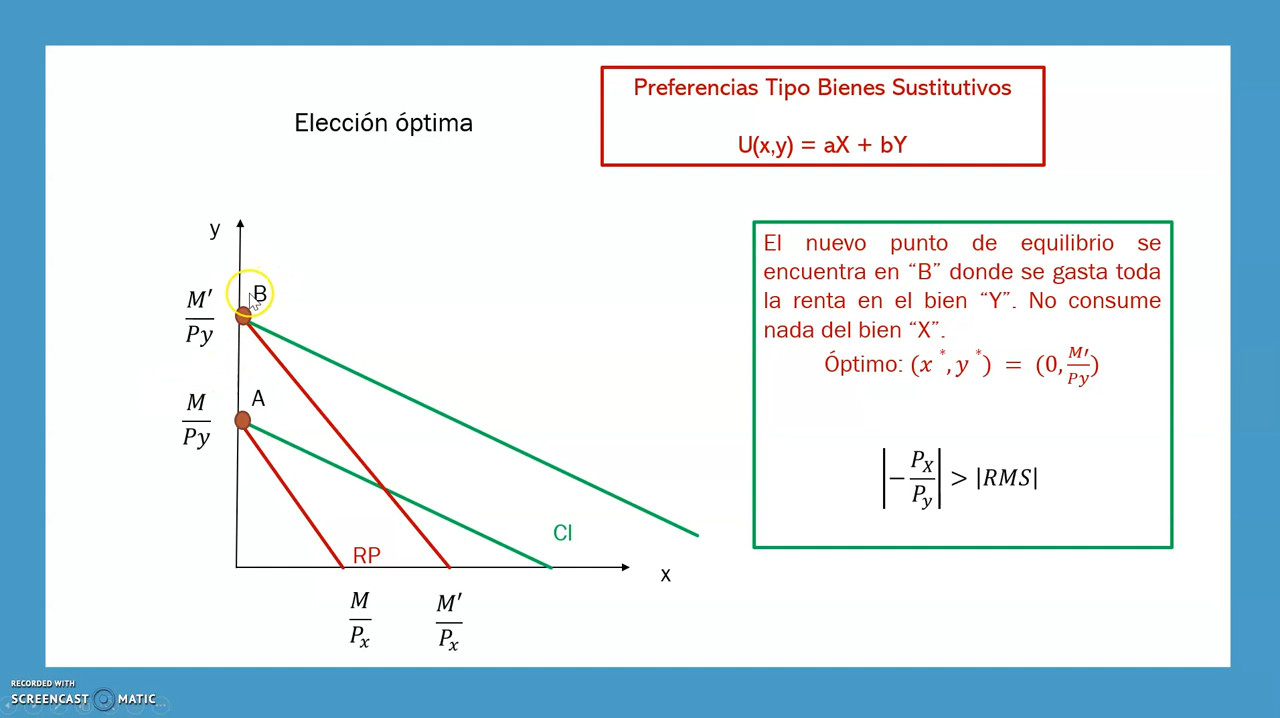 Preferencias Tipo Bienes Sustitutivos
U(x,y) = aX + bY
Elección óptima
y
B
M′
Py
A
M
Py
RP
CI
x
M
Px
M′
Px
El nuevo punto de equilibrio se
encuentra en “B” donde se gasta toda
la renta en el bien “Y”. No consume
nada del bien “X”.
Óptimo: (x*, y*) = (0, M′/Py)
|− PX/Py| > |RMS|
RECORDED WITH
SCREENCAST MATIC